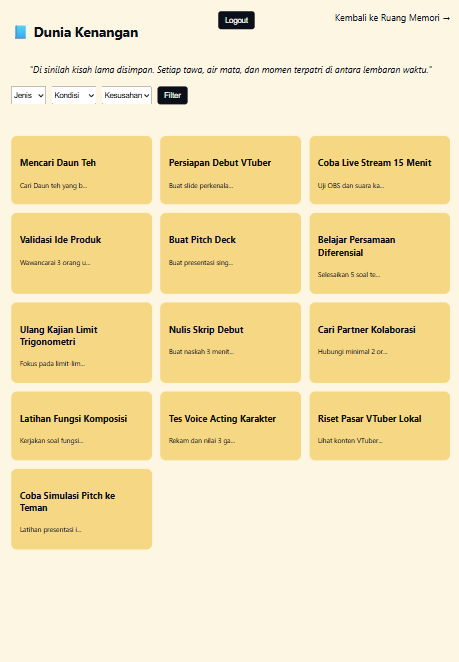 Logout
Kembali ke Ruang Memori →
📘 Dunia Kenangan
"Di sinilah kisah lama disimpan. Setiap tawa, air mata, dan momen terpatri di antara lembaran waktu."
Jenis Kondisi Kesusahan Filter
Mencari Daun Teh
Cari Daun teh yang b...
Persiapan Debut VTuber
Buat slide perkenala...
Coba Live Stream 15 Menit
Uji OBS dan suara ka...
Validasi Ide Produk
Wawancarai 3 orang u...
Buat Pitch Deck
Buat presentasi sing...
Belajar Persamaan
Diferensial
Selesaikan 5 soal te...
Ulang Kajian Limit
Trigonometri
Fokus pada limit-lim...
Nulis Skrip Debut
Buat naskah 3 menit...
Cari Partner Kolaborasi
Hubungi minimal 2 or...
Latihan Fungsi Komposisi
Kerjakan soal fungsi...
Tes Voice Acting Karakter
Rekam dan nilai 3 ga...
Riset Pasar VTuber Lokal
Lihat konten VTuber...
Coba Simulasi Pitch ke
Teman
Latihan presentasi i...